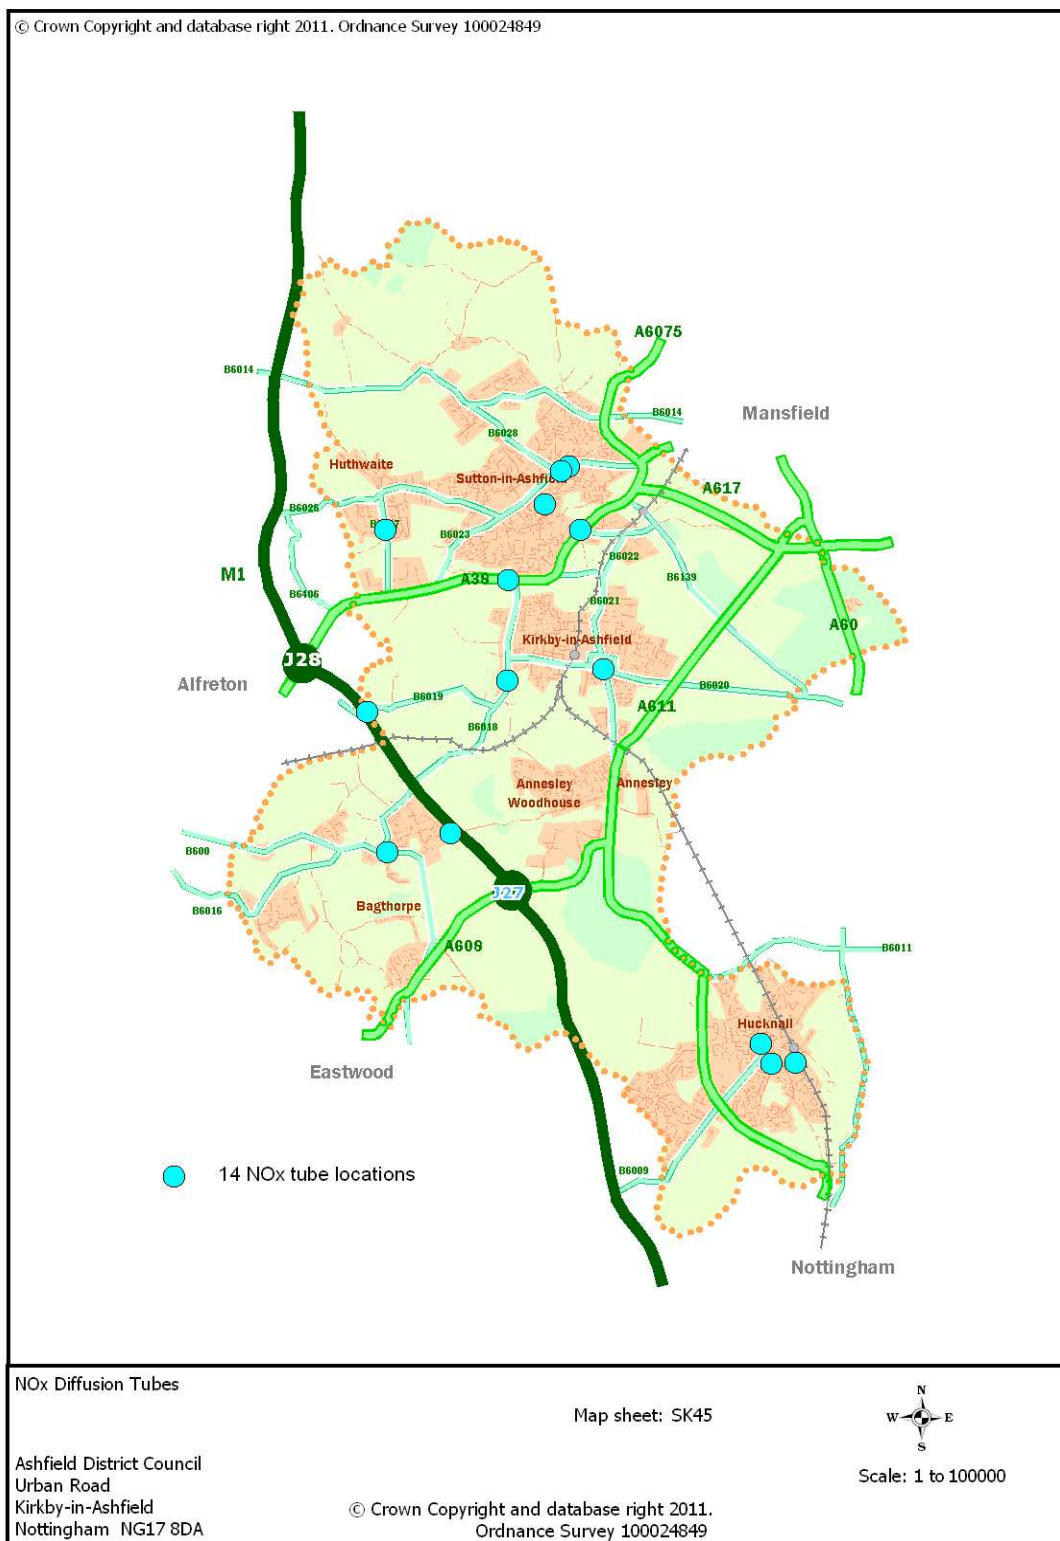 © Crown Copyright and database right 2011. Ordnance Survey 100024849
A6075
B6014
B6014
Mansfield
B6028
Huthwaite
Sutton-in-Ashfield
A617
B6026
B6023
B6022
M1
A38
B6139
B6406
B6021
A60
Kirkby-in-Ashfield
J28
Alfreton
B6019
B6020
A611
B6018
Annesley
Woodhouse
Annesley
B600
J27
Bagthorpe
B6016
A608
B6011
Hucknall
Eastwood
14 NOx tube locations
B6009
Nottingham
NOx Diffusion Tubes
Map sheet: SK45
N
W
E
S
Scale: 1 to 100000
Ashfield District Council
Urban Road
Kirkby-in-Ashfield
Nottingham NG17 8DA
© Crown Copyright and database right 2011.
Ordnance Survey 100024849